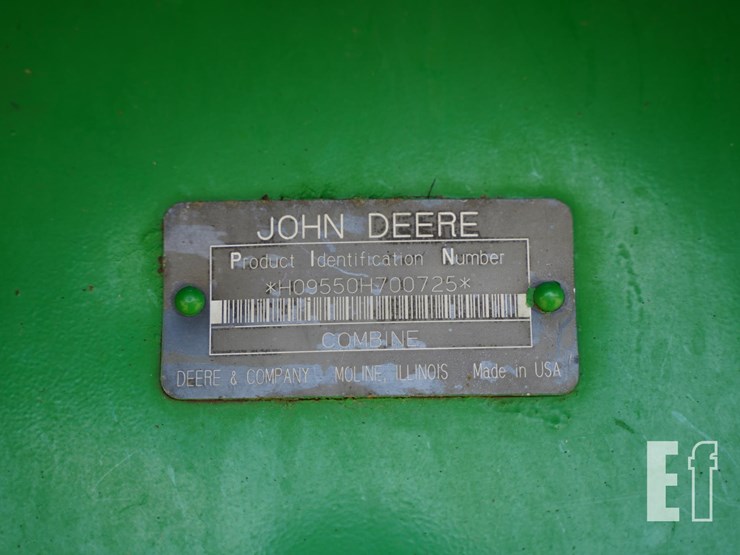 JOHN DEERE
Product Identification Number
*H09550H700725*
COMBINE
DEERE & COMPANY MOLINE, ILLINOIS Made in USA
Ef